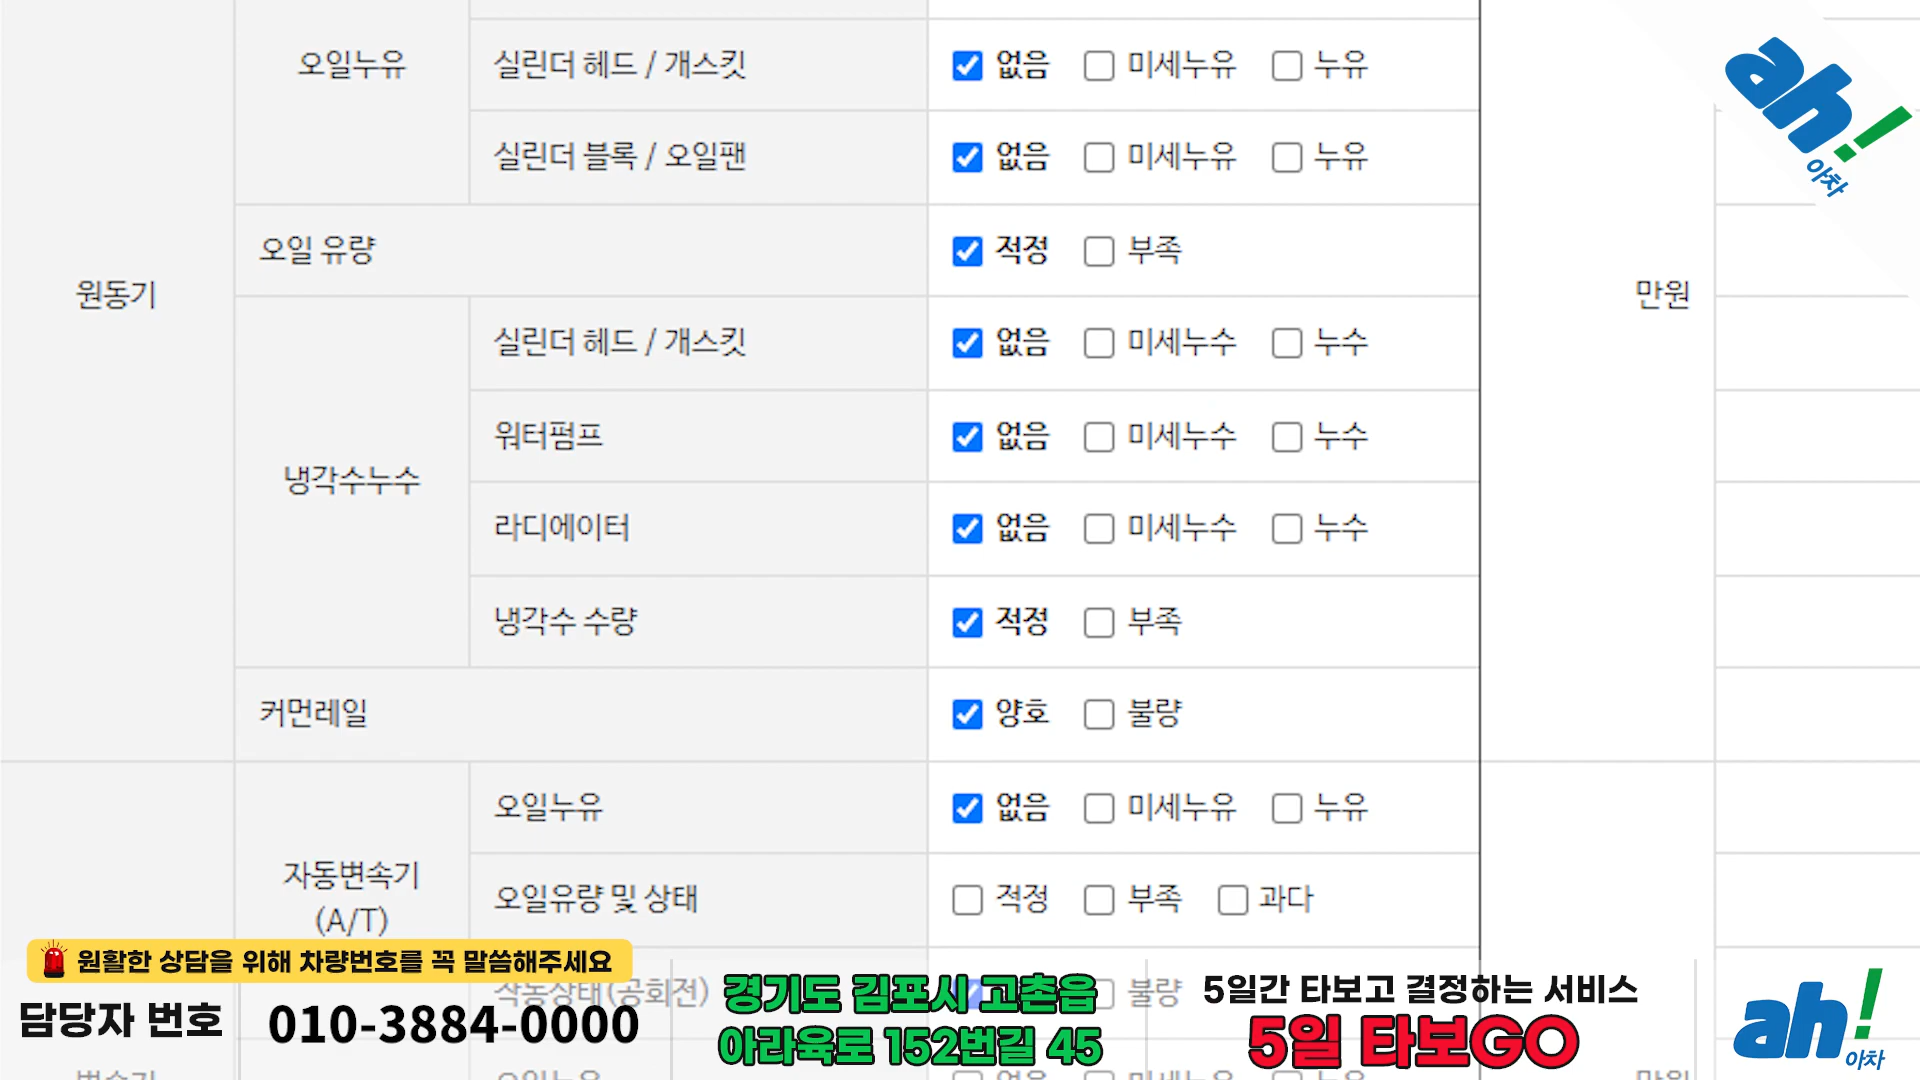 오일누유
실린더 헤드 / 개스킷
없음 미세누유 누유
실린더 블록 / 오일팬
없음 미세누유 누유
오일 유량
적정 부족
원동기
만원
실린더 헤드 / 개스킷
없음 미세누수 누수
워터펌프
없음 미세누수 누수
냉각수누수
라디에이터
없음 미세누수 누수
냉각수 수량
적정 부족
커먼레일
양호 불량
오일누유
없음 미세누유 누유
자동변속기
(A/T)
오일유량 및 상태
적정 부족 과다
작동상태(공회전)
불량
원활한 상담을 위해 차량번호를 꼭 말씀해주세요
담당자 번호
010-3884-0000
경기도 김포시 고촌읍
아라육로 152번길 45
5일간 타보고 결정하는 서비스
5일 타보GO
ah!
아차
ah!
아차